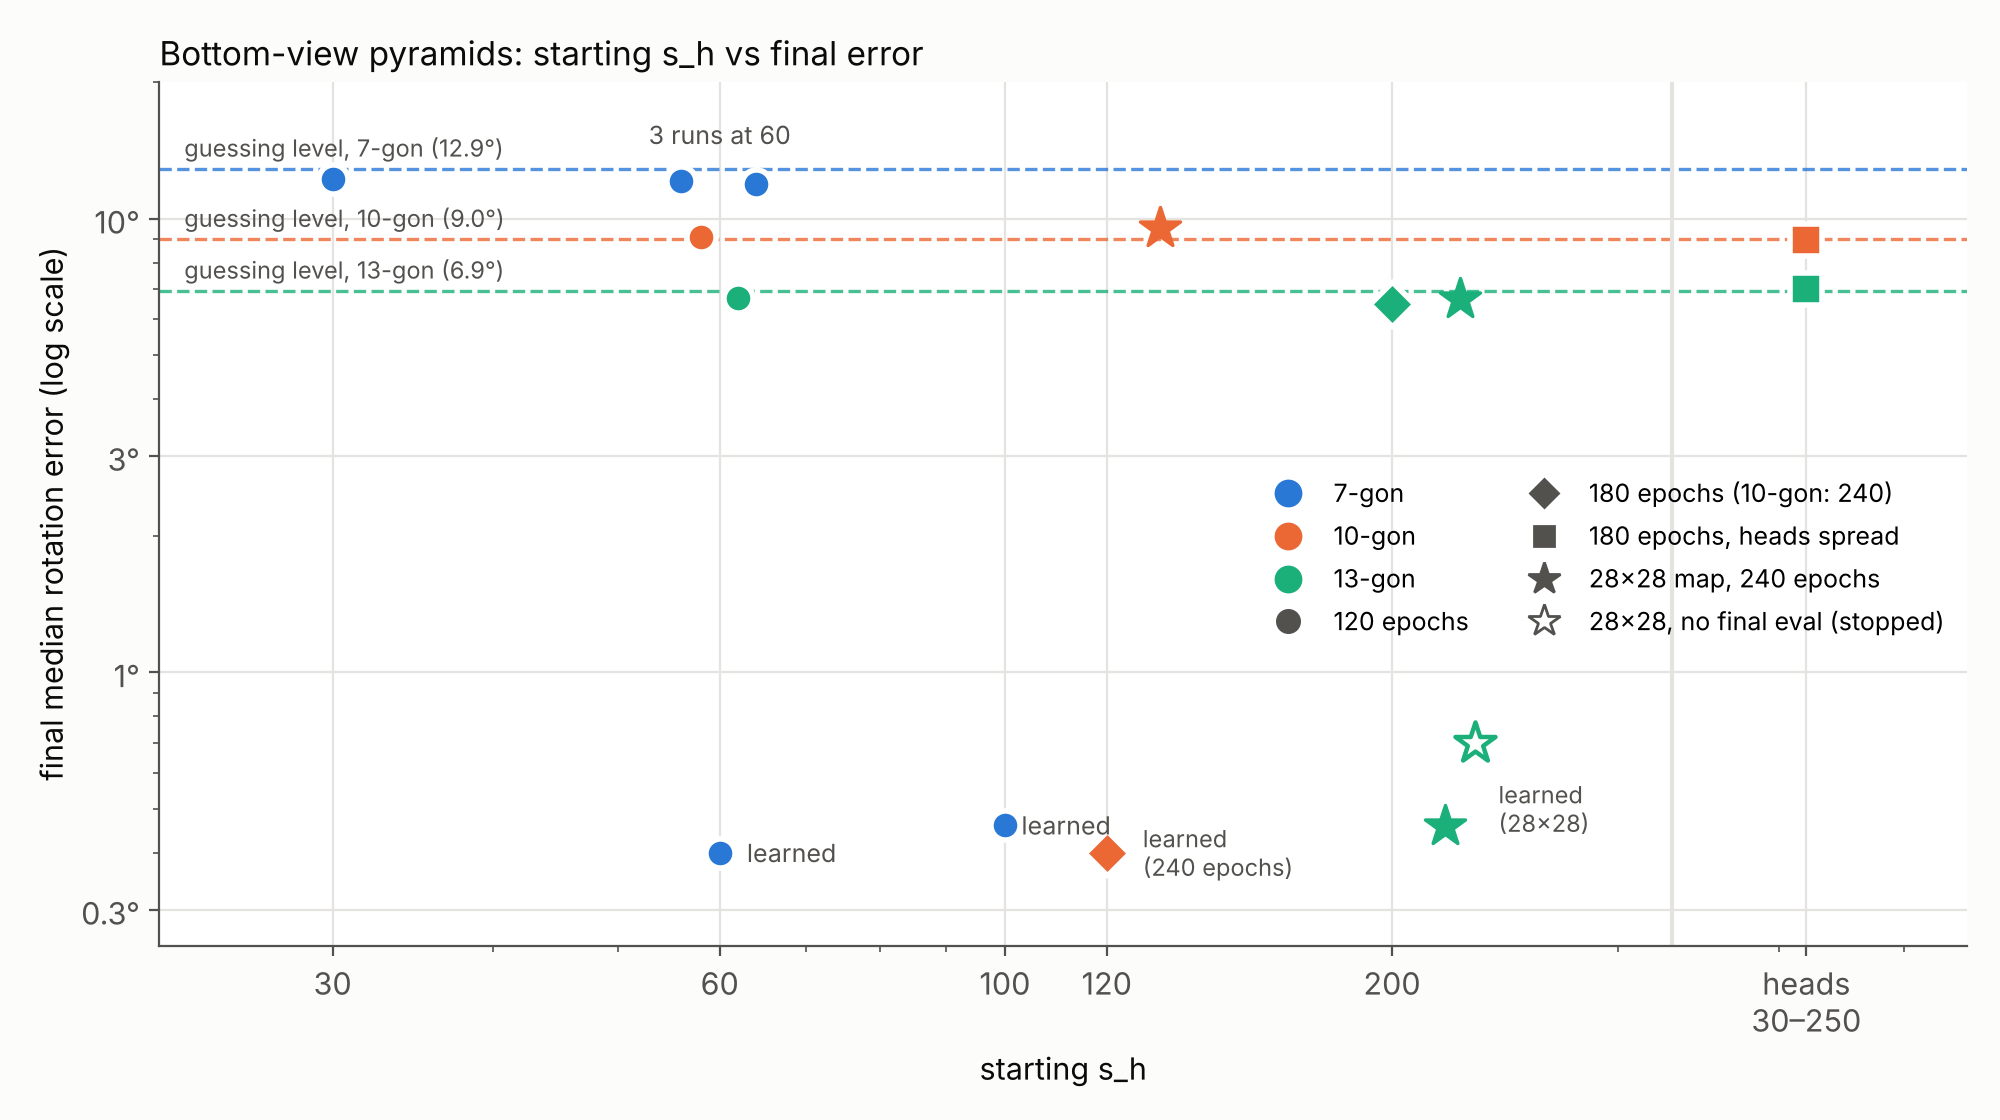 Bottom-view pyramids: starting s_h vs final error
3 runs at 60
guessing level, 7-gon (12.9°)
guessing level, 10-gon (9.0°)
guessing level, 13-gon (6.9°)
10°
3°
1°
0.3°
final median rotation error (log scale)
7-gon
10-gon
13-gon
120 epochs
180 epochs (10-gon: 240)
180 epochs, heads spread
28×28 map, 240 epochs
28×28, no final eval (stopped)
learned
learned
learned
(240 epochs)
learned
(28×28)
30
60
100
120
200
heads
30–250
starting s_h